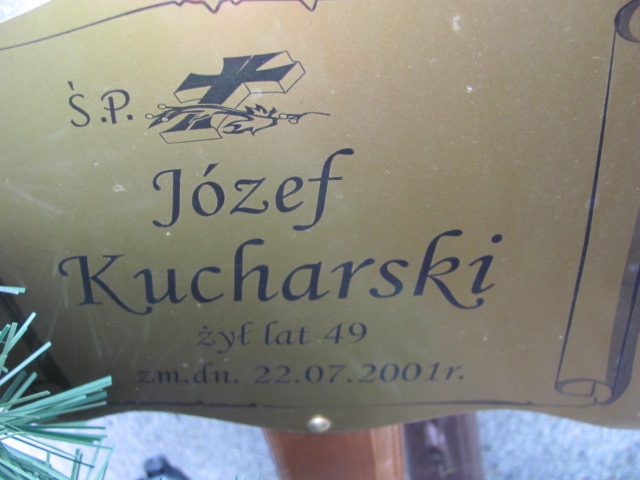 Ś.P.
Józef
Kucharski
żył lat 49
zm.dn. 22.07.2001r.